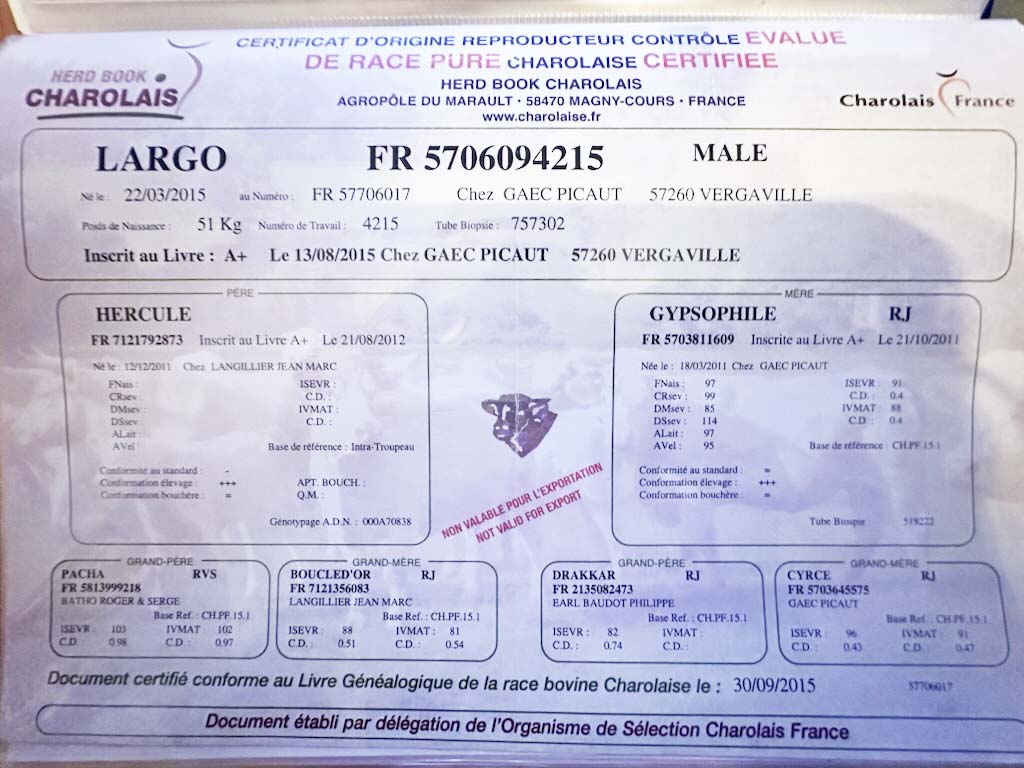 HERD BOOK
CHAROLAIS
CERTIFICAT D'ORIGINE REPRODUCTEUR CONTRÔLE EVALUE
DE RACE PURE CHAROLAISE CERTIFIEE
HERD BOOK CHAROLAIS
AGROPÔLE DU MARAULT · 58470 MAGNY-COURS · FRANCE
www.charolaise.fr
Charolais France
LARGO FR 5706094215 MALE
Né le : 22/03/2015 au Numéro : FR 57706017 Chez GAEC PICAUT 57260 VERGAVILLE
Poids de Naissance : 51 Kg Numéro de Travail : 4215 Tube Biopsie : 757302
Inscrit au Livre : A+ Le 13/08/2015 Chez GAEC PICAUT 57260 VERGAVILLE
PÈRE
HERCULE
FR 7121792873 Inscrit au Livre A+ Le 21/08/2012
Né le : 12/12/2011 Chez LANGILLIER JEAN MARC
FNais : ISEVR :
CRsev : C.D. :
DMsev : IVMAT :
DSsev : C.D. :
ALait :
AVel : Base de référence : Intra-Troupeau
Conformité au standard : -
Conformation élevage : +++ APT. BOUCH. :
Conformation bouchère : = Q.M. :
Génotypage A.D.N. : 000A70838
NON VALABLE POUR L'EXPORTATION
NOT VALID FOR EXPORT
MÈRE
GYPSOPHILE RJ
FR 5703811609 Inscrite au Livre A+ Le 21/10/2011
Née le : 18/03/2011 Chez GAEC PICAUT
FNais : 97 ISEVR : 91
CRsev : 99 C.D. : 0.4
DMsev : 85 IVMAT : 88
DSsev : 114 C.D. : 0.4
ALait : 97
AVel : 95 Base de référence : CH.PF.15.1
Conformité au standard : =
Conformation élevage : +++
Conformation bouchère : =
Tube Biopsie : 519222
GRAND-PÈRE
PACHA RVS
FR 5813999218
BATHO ROGER & SERGE
Base Ref. : CH.PF.15.1
ISEVR : 103 IVMAT : 102
C.D. : 0.98 C.D. : 0.97
GRAND-MÈRE
BOUCLED'OR RJ
FR 7121356083
LANGILLIER JEAN MARC
Base Ref. : CH.PF.15.1
ISEVR : 88 IVMAT : 81
C.D. : 0.51 C.D. : 0.54
GRAND-PÈRE
DRAKKAR RJ
FR 2135082473
EARL BAUDOT PHILIPPE
Base Ref. : CH.PF.15.1
ISEVR : 82 IVMAT :
C.D. : 0.74 C.D. :
GRAND-MÈRE
CYRCE RJ
FR 5703645575
GAEC PICAUT
Base Ref. : CH.PF.15.1
ISEVR : 96 IVMAT : 91
C.D. : 0.43 C.D. : 0.47
Document certifié conforme au Livre Généalogique de la race bovine Charolaise le : 30/09/2015 57706017
Document établi par délégation de l'Organisme de Sélection Charolais France